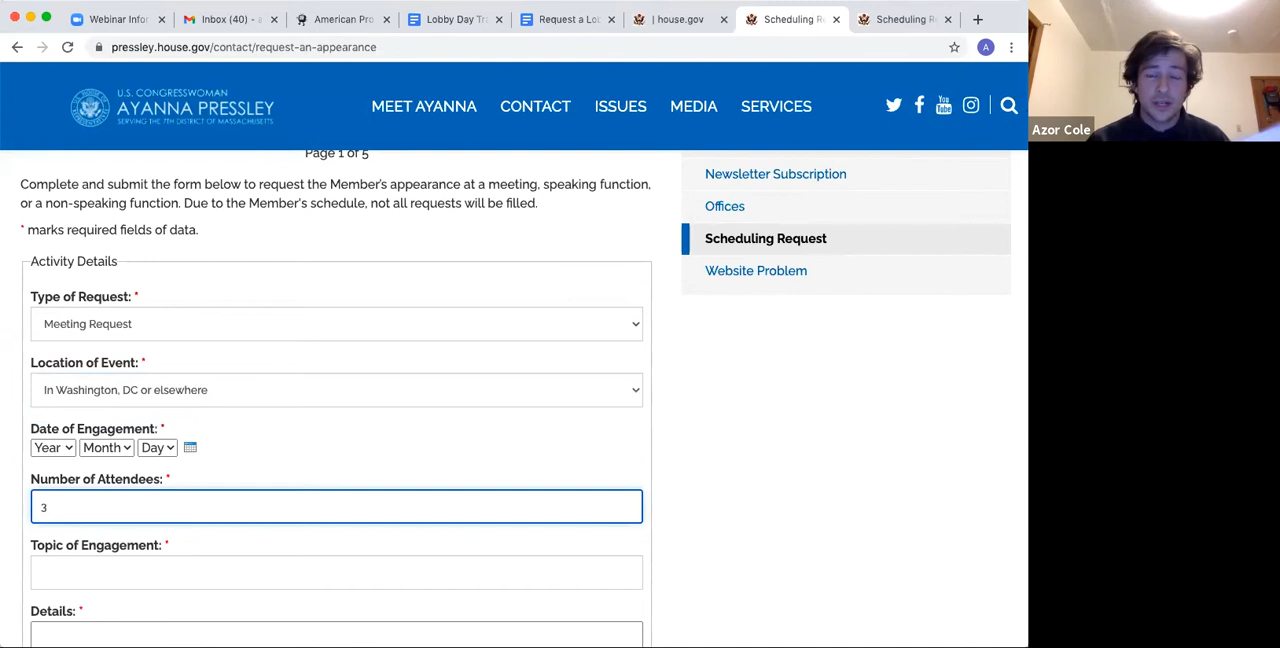 Webinar Infor
Inbox (40) - a
American Pro
Lobby Day Tr
Request a Lob
| house.gov
Scheduling R
Scheduling R
pressley.house.gov/contact/request-an-appearance
A
U.S. CONGRESSWOMAN
AYANNA PRESSLEY
SERVING THE 7TH DISTRICT OF MASSACHUSETTS
MEET AYANNA
CONTACT
ISSUES
MEDIA
SERVICES
You
Tube
Azor Cole
Page 1 of 5
Complete and submit the form below to request the Member's appearance at a meeting, speaking function,
or a non-speaking function. Due to the Member's schedule, not all requests will be filled.
* marks required fields of data.
Activity Details
Type of Request: *
Meeting Request
Location of Event: *
In Washington, DC or elsewhere
Date of Engagement: *
Year Month Day
Number of Attendees: *
3
Topic of Engagement: *
Details: *
Newsletter Subscription
Offices
Scheduling Request
Website Problem